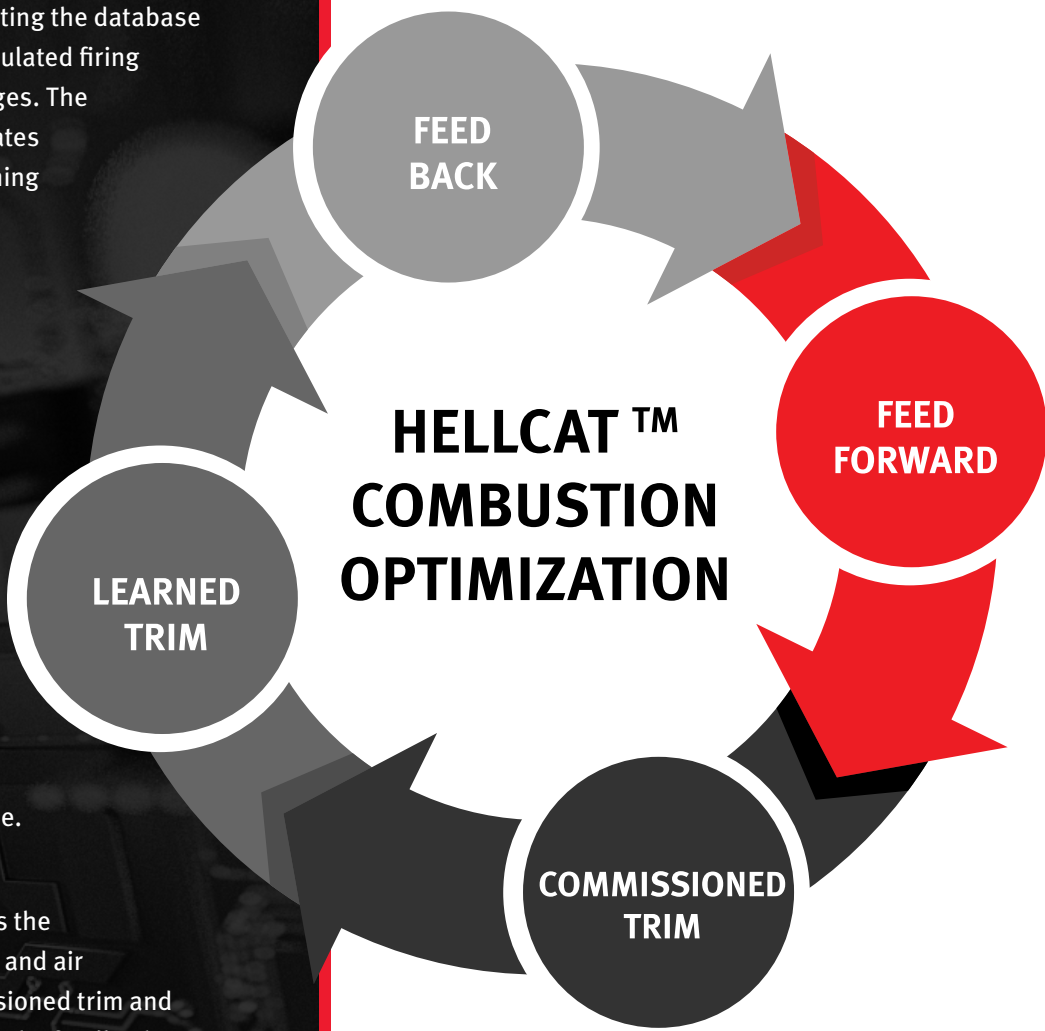 ting the database
ulated firing
ges. The
ates
ning
e.
s the
and air
sioned trim and
FEED
BACK
FEED
FORWARD
HELLCAT ™
COMBUSTION
OPTIMIZATION
LEARNED
TRIM
COMMISSIONED
TRIM